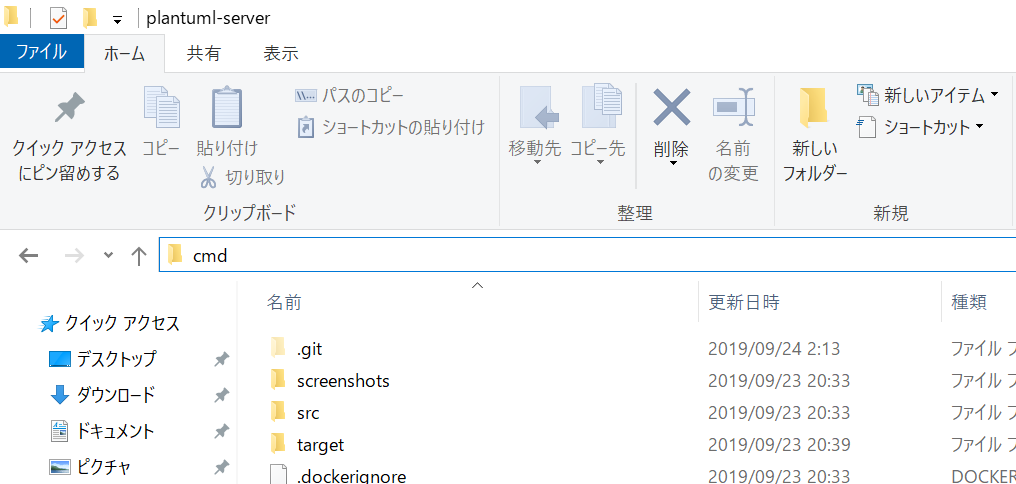 plantuml-server
ファイル ホーム 共有 表示
クイック アクセス
にピン留めする
コピー
貼り付け
切り取り
パスのコピー
ショートカットの貼り付け
クリップボード
移動先
コピー先
削除
名前
の変更
整理
新しい
フォルダー
新しいアイテム
ショートカット
新規
cmd
クイック アクセス
デスクトップ
ダウンロード
ドキュメント
ピクチャ
名前 更新日時 種類
.git 2019/09/24 2:13 ファイル フ
screenshots 2019/09/23 20:33 ファイル フ
src 2019/09/23 20:33 ファイル フ
target 2019/09/23 20:39 ファイル フ
.dockerignore 2019/09/23 20:33 DOCKER